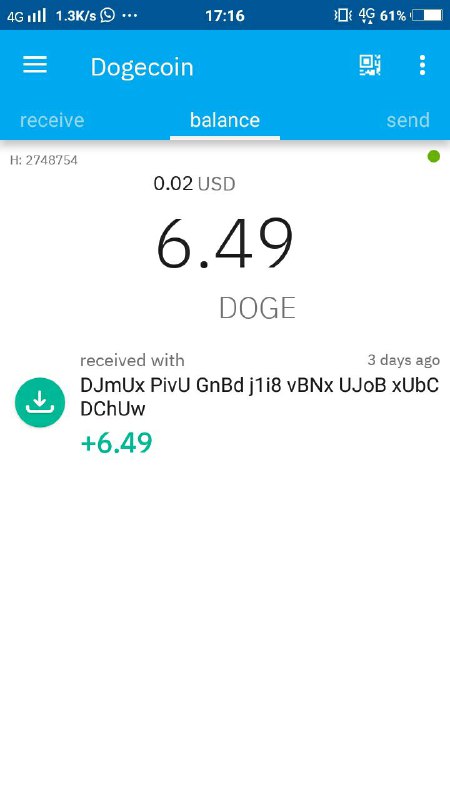 4G 1.3K/s ... 17:16 4G 61%
Dogecoin
receive balance send
H: 2748754
0.02 USD
6.49
DOGE
received with 3 days ago
DJmUx PivU GnBd j1i8 vBNx UJoB xUbC
DChUw
+6.49